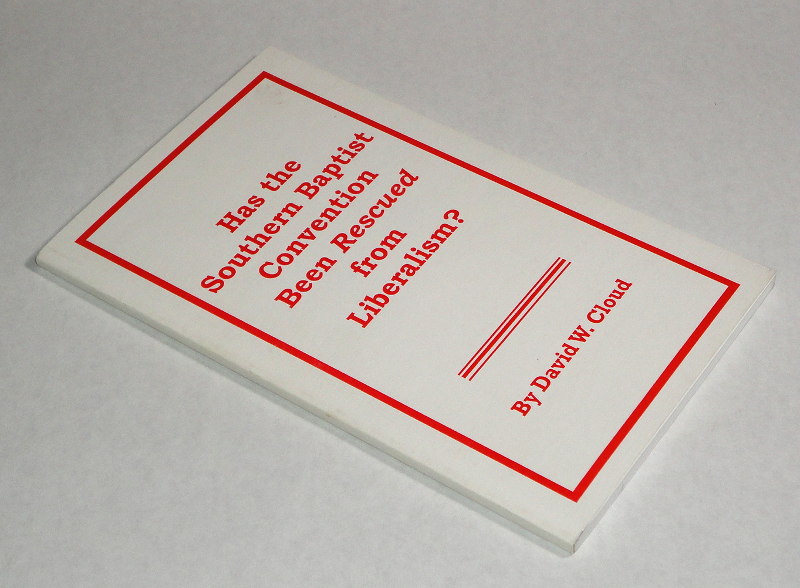 Has the
Southern Baptist
Convention
Been Rescued
from
Liberalism?
By David W. Cloud